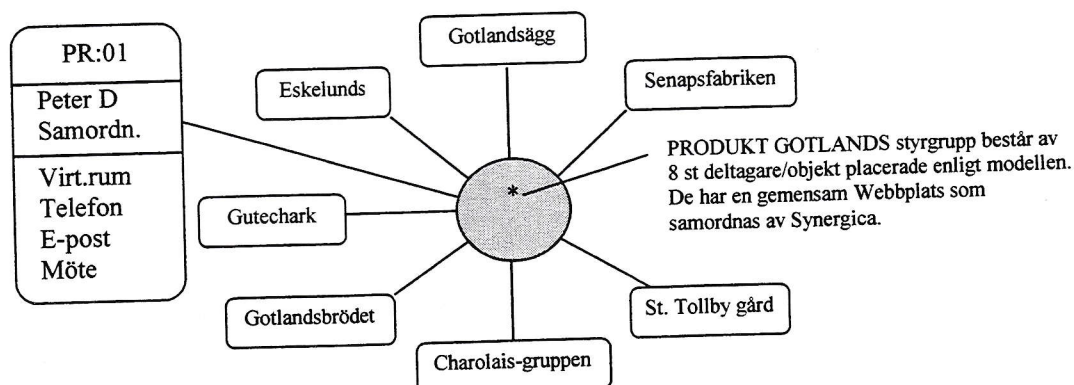 PR:01
Peter D
Samordn.
Virt.rum
Telefon
E-post
Möte
Gotlandsägg
Eskelunds
Senapsfabriken
*
PRODUKT GOTLANDS styrgrupp består av
8 st deltagare/objekt placerade enligt modellen.
De har en gemensam Webbplats som
samordnas av Synergica.
Gutechark
Gotlandsbrödet
St. Tollby gård
Charolais-gruppen